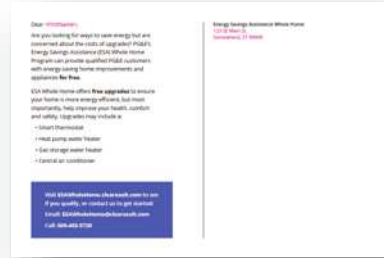 Dear <FirstName>,
Are you looking for ways to save energy but are
concerned about the costs of upgrades? PG&E's
Energy Savings Assistance (ESA) Whole Home
Program can provide qualified PG&E customers
with energy-saving home improvements and
appliances for free.
ESA Whole Home offers free upgrades to ensure
your home is more energy efficient, but most
importantly, help improve your health, comfort
and safety. Upgrades may include a:
• Smart thermostat
• Heat pump water heater
• Gas storage water heater
• Central air conditioner
Visit ESAWholeHome.clearesult.com to see
if you qualify, or contact us to get started!
Email: ESAWholeHome@clearesult.com
Call:
Energy Savings Assistance Whole Home
123 SE Main St.